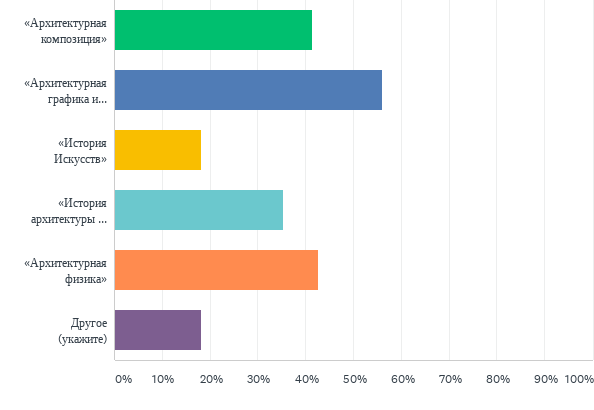 «Архитектурная
композиция»
«Архитектурная
графика и...
«История
Искусств»
«История
архитектуры ...
«Архитектурная
физика»
Другое
(укажите)
0% 10% 20% 30% 40% 50% 60% 70% 80% 90% 100%